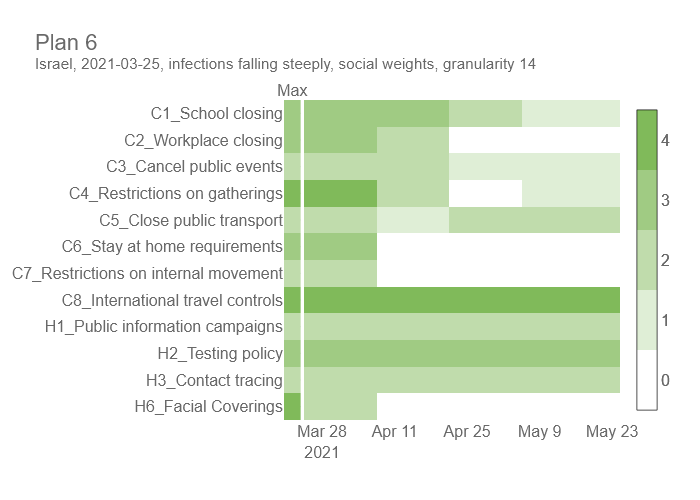 Plan 6
Israel, 2021-03-25, infections falling steeply, social weights, granularity 14
Max
C1_School closing
C2_Workplace closing
C3_Cancel public events
C4_Restrictions on gatherings
C5_Close public transport
C6_Stay at home requirements
C7_Restrictions on internal movement
C8_International travel controls
H1_Public information campaigns
H2_Testing policy
H3_Contact tracing
H6_Facial Coverings
Mar 28 Apr 11 Apr 25 May 9 May 23
2021
4
3
2
1
0